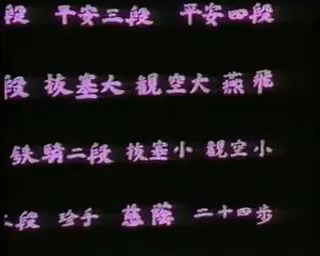 段 平安三段 平安四段
段 抜塞大 観空大 燕飛
鉄騎二段 抜塞小 観空小
段 珍手 慈蔭 二十四歩